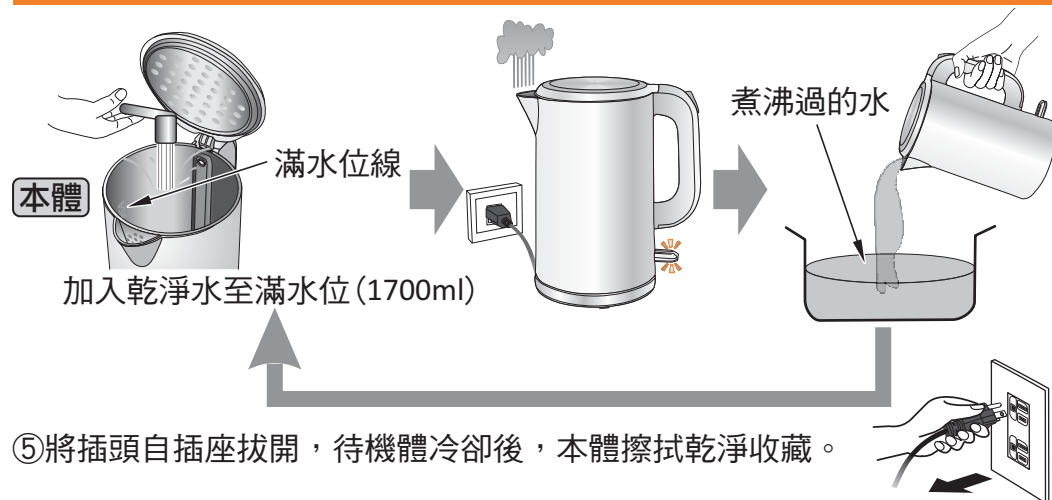 煮沸過的水
滿水位線
本體
加入乾淨水至滿水位(1700ml)
⑤將插頭自插座拔開，待機體冷卻後，本體擦拭乾淨收藏。